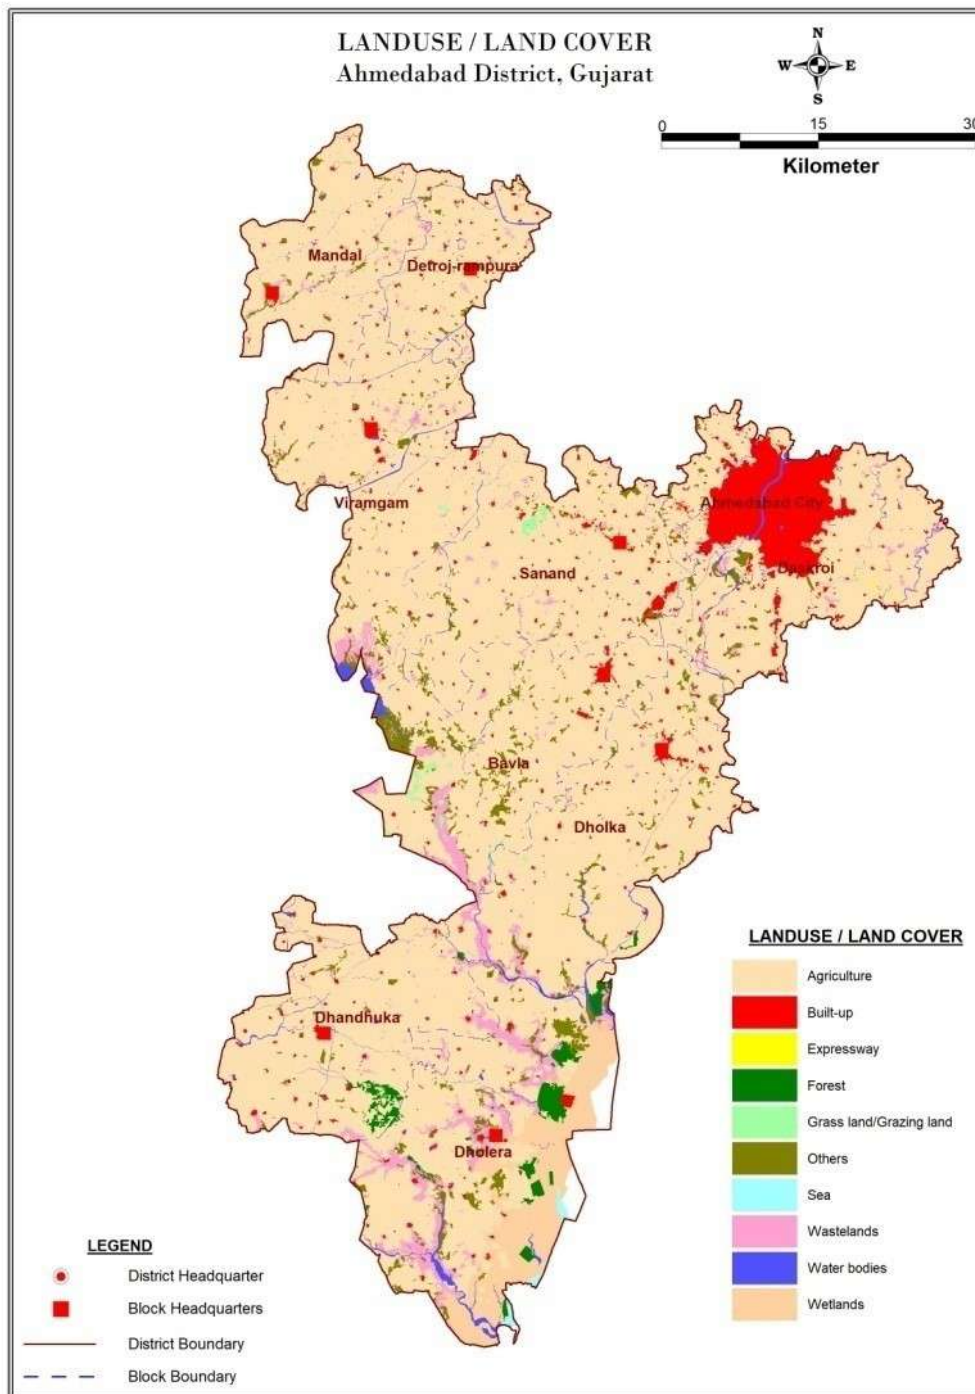 LANDUSE / LAND COVER
Ahmedabad District, Gujarat
N
W E
S
0 15 30
Kilometer
Mandal
Detroj-rampura
Viramgam
Ahmedabad City
Sanand
Daskroi
Bavla
Dholka
Dhandhuka
Dholera
LANDUSE / LAND COVER
Agriculture
Built-up
Expressway
Forest
Grass land/Grazing land
Others
Sea
Wastelands
Water bodies
Wetlands
LEGEND
District Headquarter
Block Headquarters
District Boundary
Block Boundary